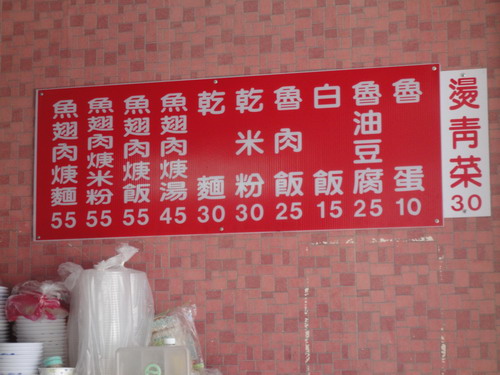 魚翅肉焿麵 55
魚翅肉焿米粉 55
魚翅肉焿飯 55
魚翅肉焿湯 45
乾麵 30
乾米粉 30
魯肉飯 25
白飯 15
魯油豆腐 25
魯蛋 10
燙青菜 30